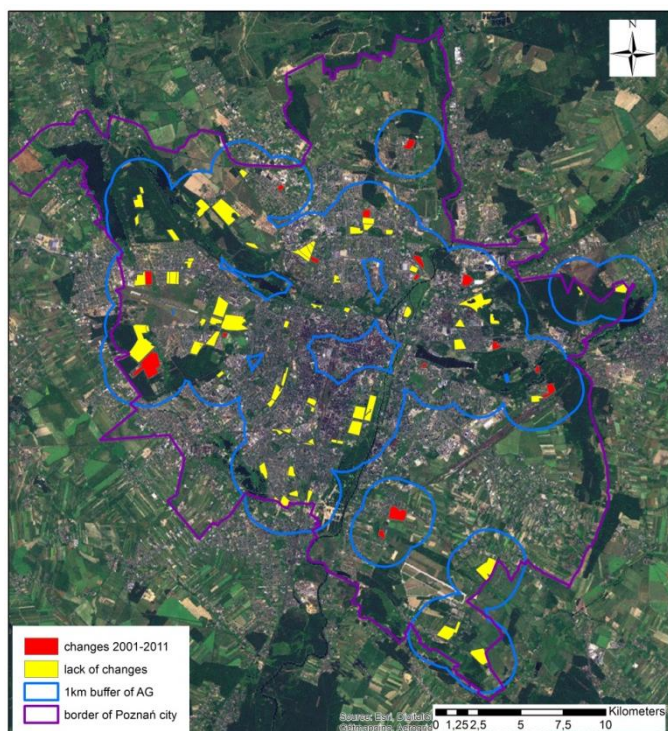 N
changes 2001-2011
lack of changes
1km buffer of AG
border of Poznań city
Kilometers
0 1,25 2,5 5 7,5 10
Source: Esri, Digital